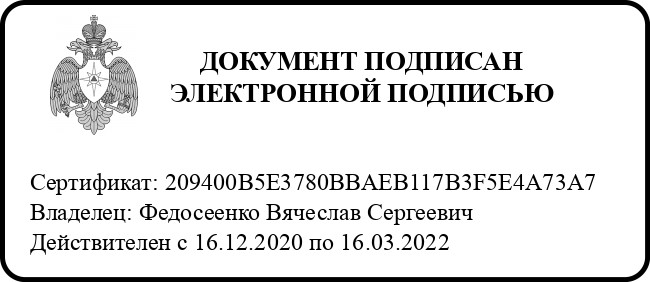 ДОКУМЕНТ ПОДПИСАН
ЭЛЕКТРОННОЙ ПОДПИСЬЮ
Сертификат: 209400B5E3780BBAEB117B3F5E4A73A7
Владелец: Федосеенко Вячеслав Сергеевич
Действителен с 16.12.2020 по 16.03.2022